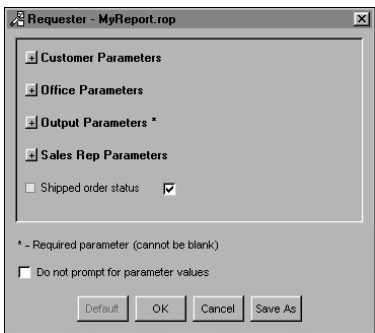 Requester - MyReport.rop
Customer Parameters
Office Parameters
Output Parameters *
Sales Rep Parameters
Shipped order status
* - Required parameter (cannot be blank)
Do not prompt for parameter values
Default OK Cancel Save As